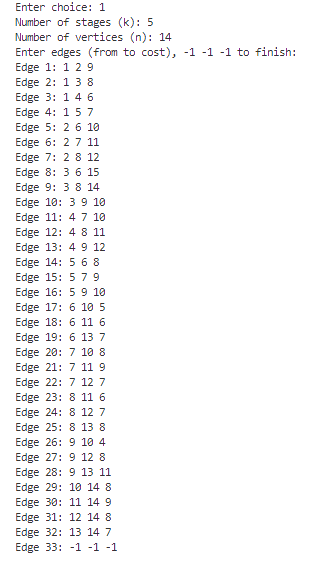 Enter choice: 1
Number of stages (k): 5
Number of vertices (n): 14
Enter edges (from to cost), -1 -1 -1 to finish:
Edge 1: 1 2 9
Edge 2: 1 3 8
Edge 3: 1 4 6
Edge 4: 1 5 7
Edge 5: 2 6 10
Edge 6: 2 7 11
Edge 7: 2 8 12
Edge 8: 3 6 15
Edge 9: 3 8 14
Edge 10: 3 9 10
Edge 11: 4 7 10
Edge 12: 4 8 11
Edge 13: 4 9 12
Edge 14: 5 6 8
Edge 15: 5 7 9
Edge 16: 5 9 10
Edge 17: 6 10 5
Edge 18: 6 11 6
Edge 19: 6 13 7
Edge 20: 7 10 8
Edge 21: 7 11 9
Edge 22: 7 12 7
Edge 23: 8 11 6
Edge 24: 8 12 7
Edge 25: 8 13 8
Edge 26: 9 10 4
Edge 27: 9 12 8
Edge 28: 9 13 11
Edge 29: 10 14 8
Edge 30: 11 14 9
Edge 31: 12 14 8
Edge 32: 13 14 7
Edge 33: -1 -1 -1